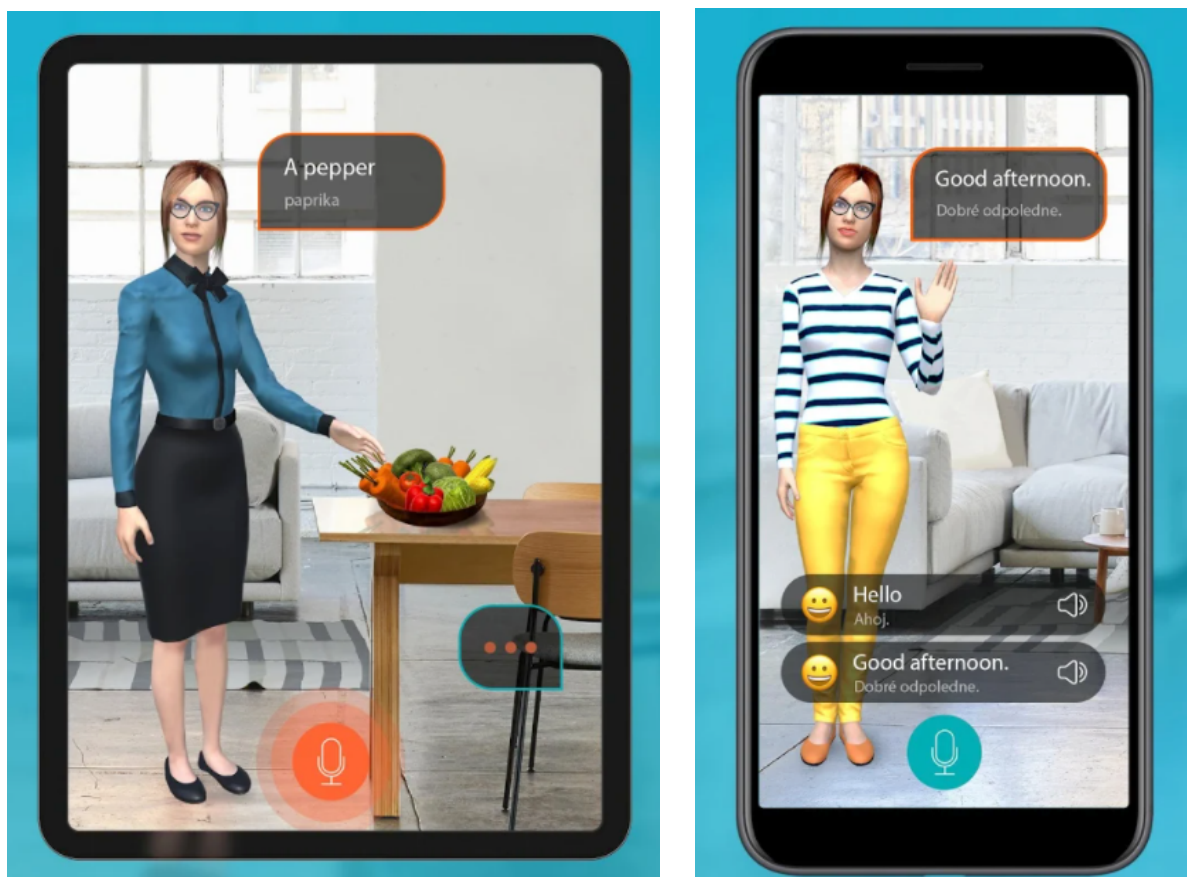 A pepper
paprika
Good afternoon.
Dobré odpoledne.
Hello
Ahoj.
Good afternoon.
Dobré odpoledne.